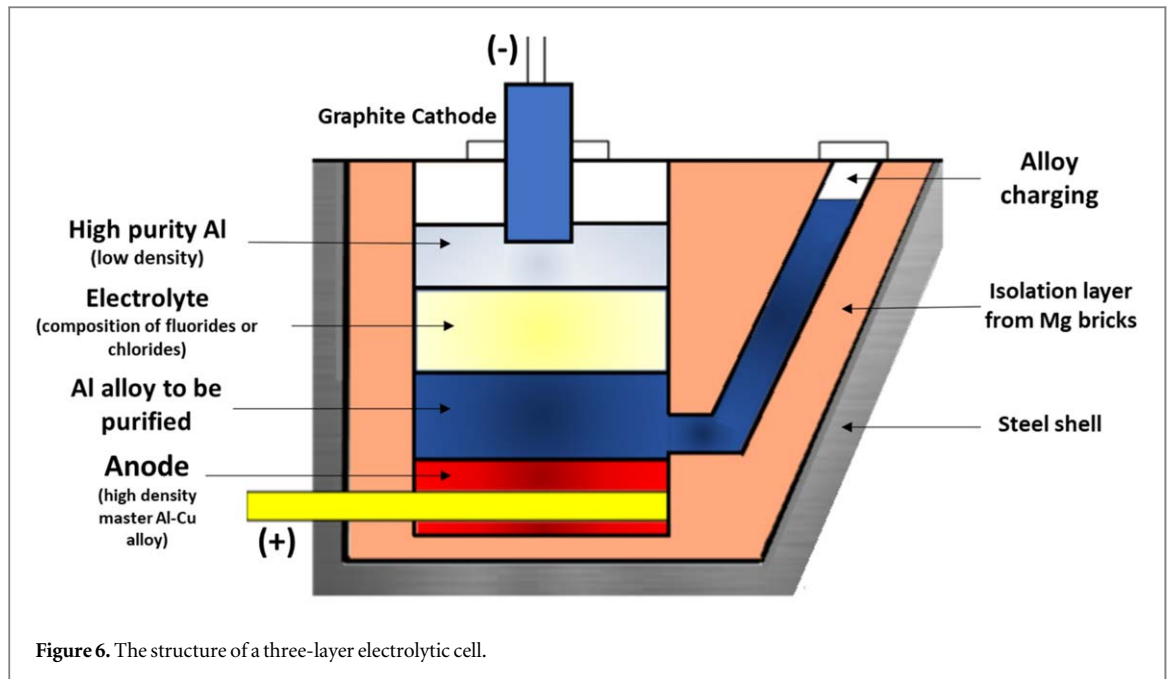 (-)
Graphite Cathode
High purity Al
(low density)
Electrolyte
(composition of fluorides or
chlorides)
Al alloy to be
purified
Anode
(high density
master Al-Cu
alloy)
(+)
Alloy
charging
Isolation layer
from Mg bricks
Steel shell
Figure 6. The structure of a three-layer electrolytic cell.